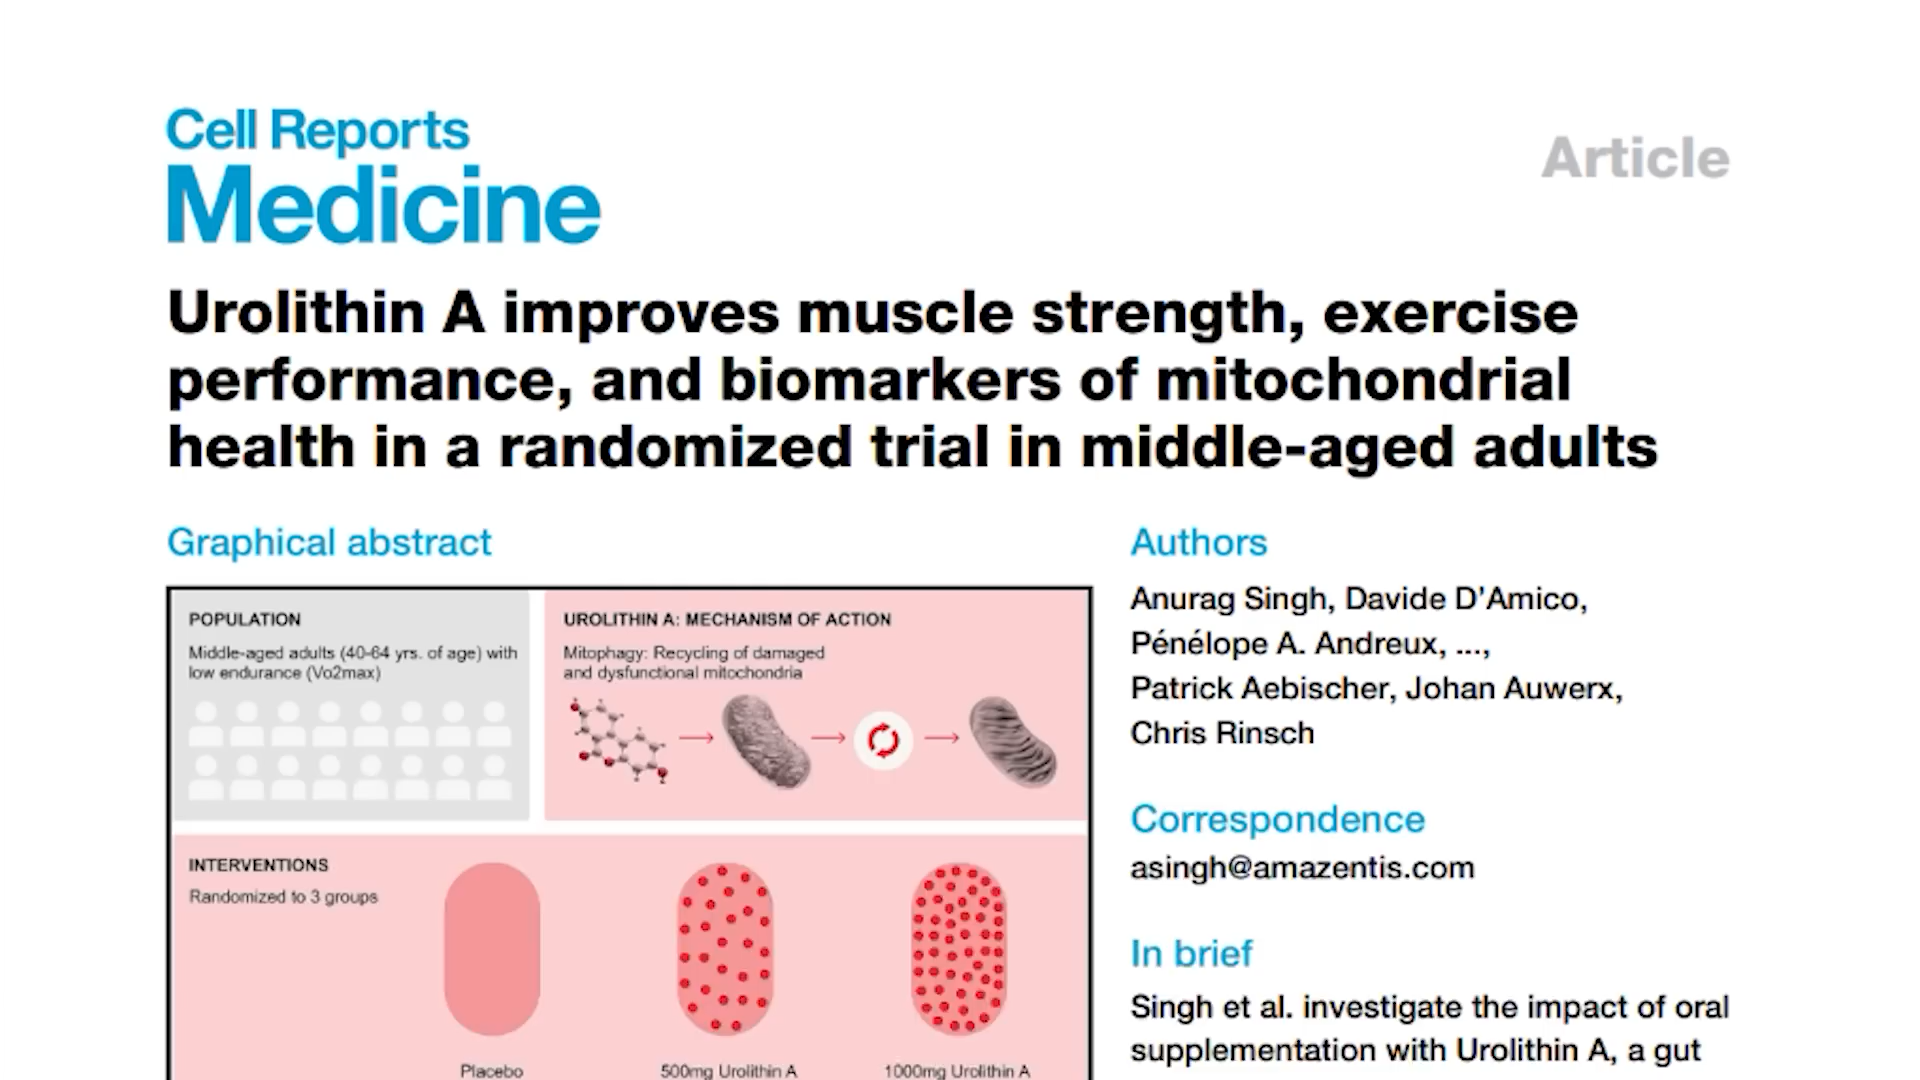 Cell Reports
Medicine
Article
Urolithin A improves muscle strength, exercise
performance, and biomarkers of mitochondrial
health in a randomized trial in middle-aged adults
Graphical abstract
POPULATION
Middle-aged adults (40-64 yrs. of age) with
low endurance (Vo2max)
UROLITHIN A: MECHANISM OF ACTION
Mitophagy: Recycling of damaged
and dysfunctional mitochondria
INTERVENTIONS
Randomized to 3 groups
Placebo
500mg Urolithin A
1000mg Urolithin A
Authors
Anurag Singh, Davide D'Amico,
Pénélope A. Andreux, ...,
Patrick Aebischer, Johan Auwerx,
Chris Rinsch
Correspondence
asingh@amazentis.com
In brief
Singh et al. investigate the impact of oral
supplementation with Urolithin A, a gut